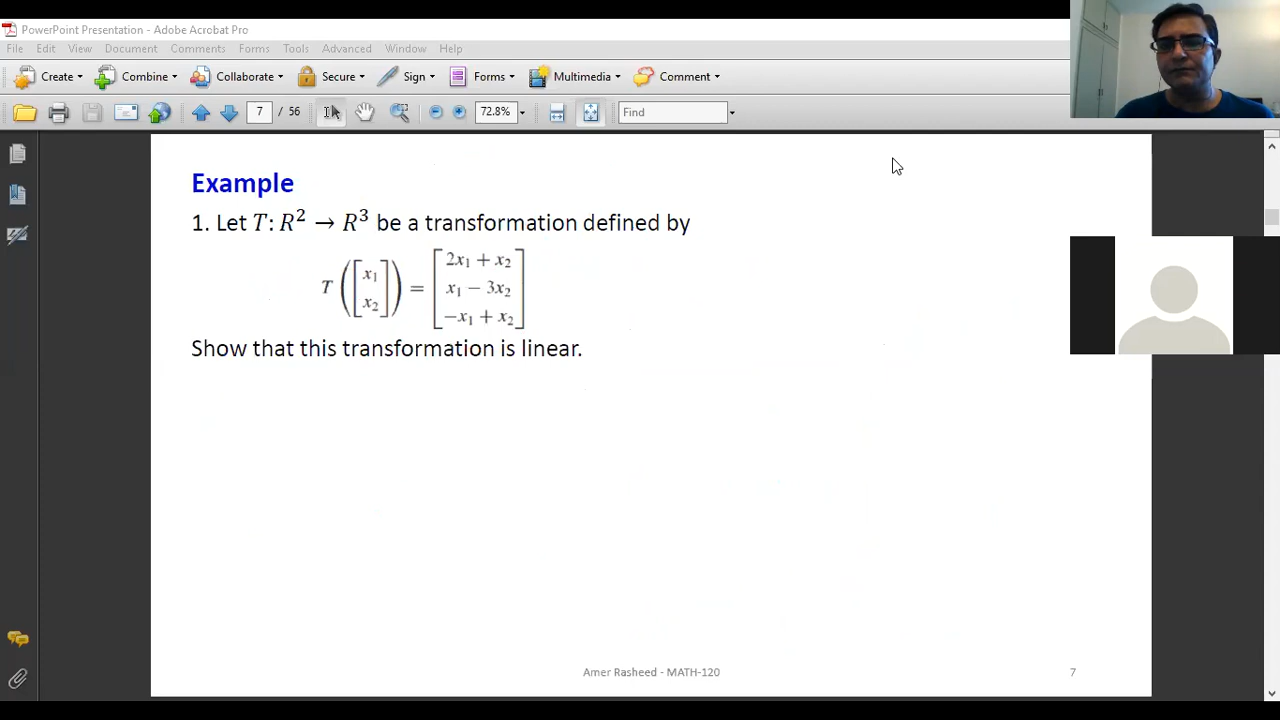 PowerPoint Presentation - Adobe Acrobat Pro
File Edit View Document Comments Forms Tools Advanced Window Help
Create Combine Collaborate Secure Sign Forms Multimedia Comment
7 / 56 72.8% Find
Example
1. Let T: R² → R³ be a transformation defined by
T([x₁ x₂]) = [2x₁ + x₂
x₁ − 3x₂
−x₁ + x₂]
Show that this transformation is linear.
Amer Rasheed - MATH-120 7